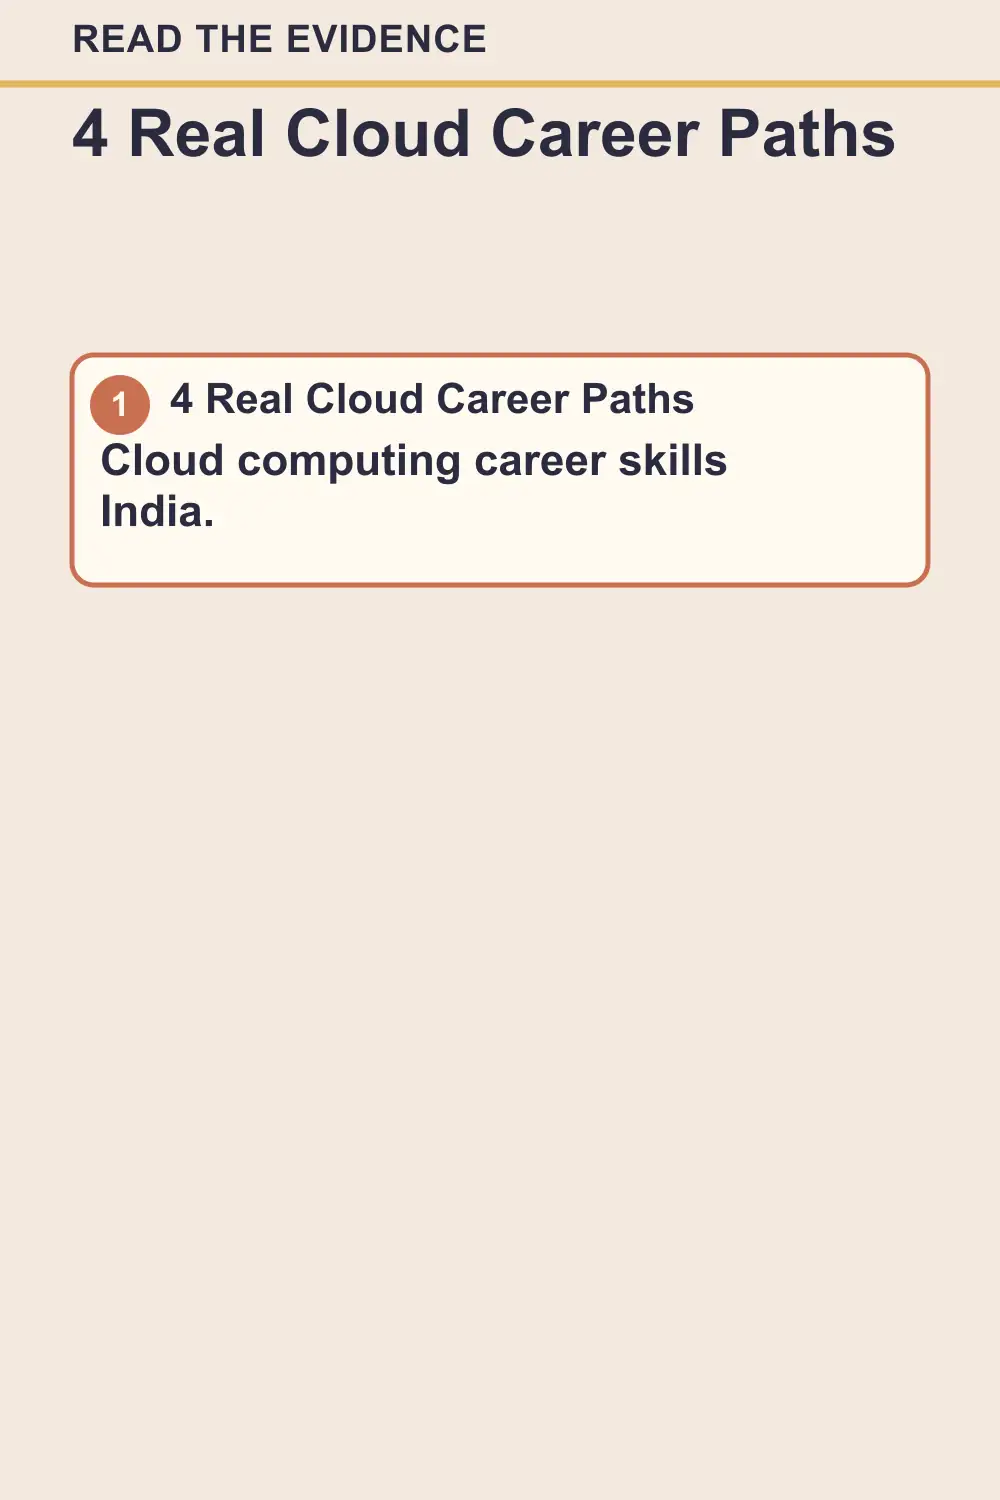 READ THE EVIDENCE
4 Real Cloud Career Paths
1 4 Real Cloud Career Paths
Cloud computing career skills
India.